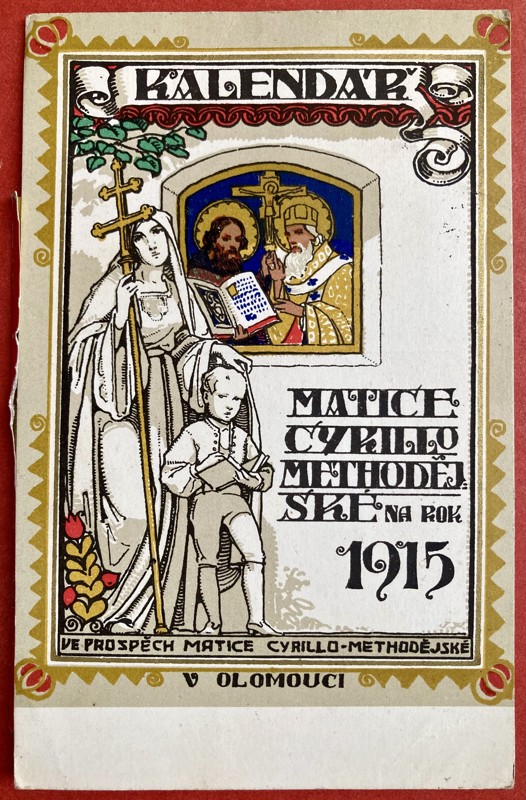 KALENDÁŘ
MATICE
CYRILLO
METHODĚJ=
SKÉ NA ROK
1915
VE PROSPĚCH MATICE CYRILLO-METHODĚJSKÉ
V OLOMOUCI